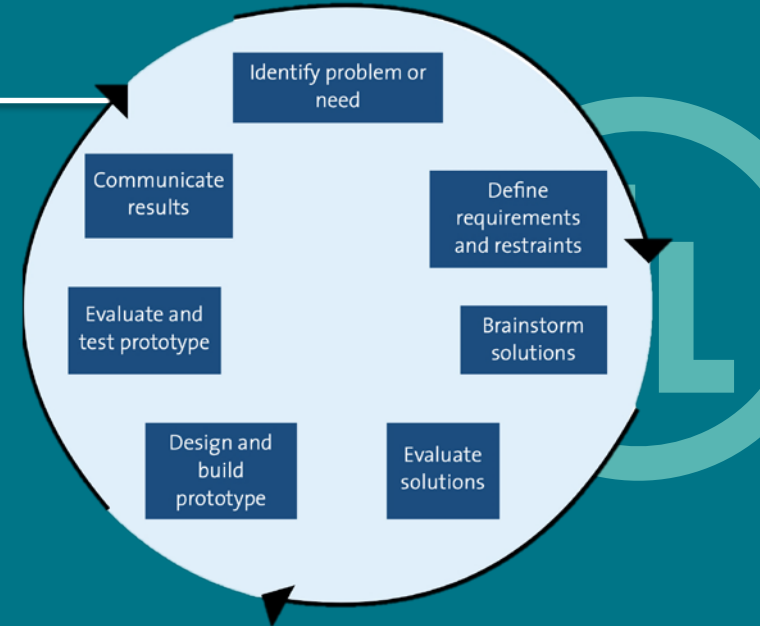 Identify problem or
need
Define
requirements
and restraints
Brainstorm
solutions
Evaluate
solutions
Design and
build
prototype
Evaluate and
test prototype
Communicate
results
L